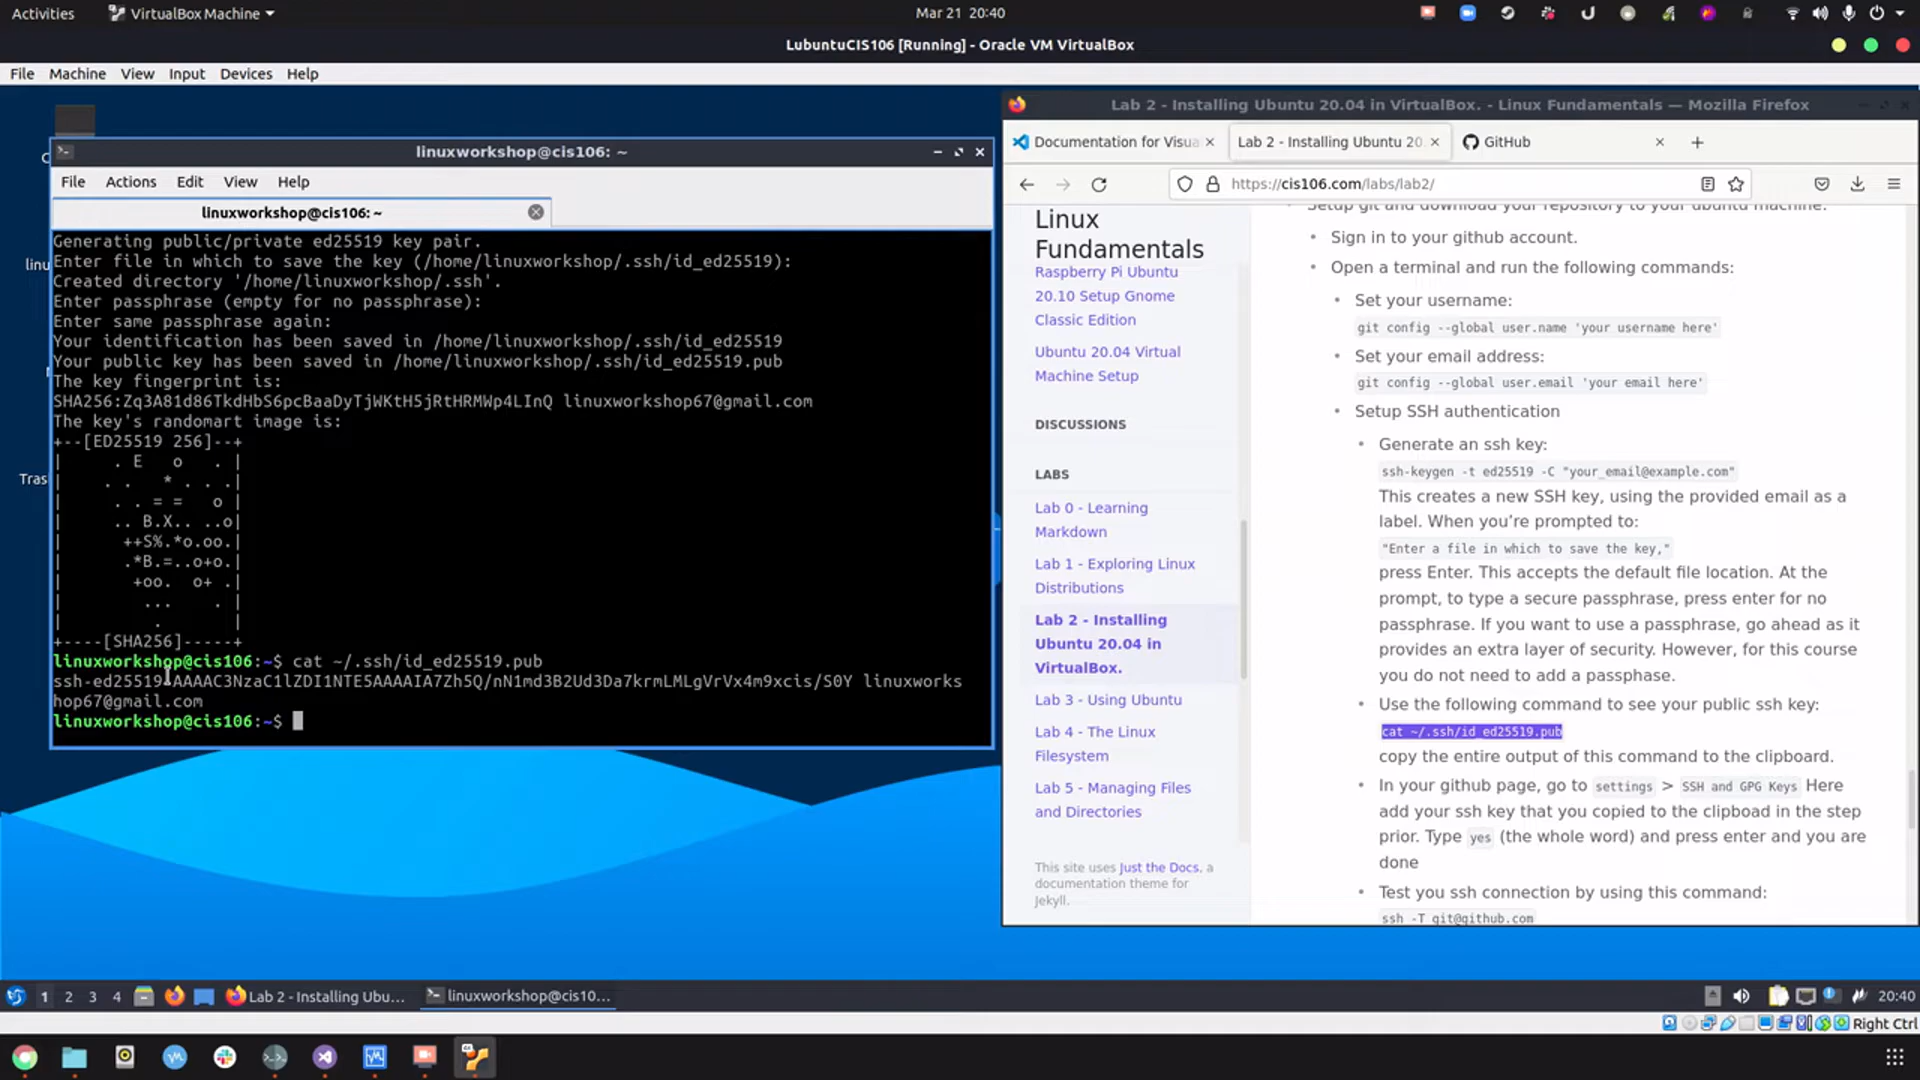 Activities
VirtualBox Machine
Mar 21 20:40
LubuntuCIS106 [Running] - Oracle VM VirtualBox
File Machine View Input Devices Help
linuxworkshop@cis106: ~
File Actions Edit View Help
linuxworkshop@cis106: ~
Generating public/private ed25519 key pair.
Enter file in which to save the key (/home/linuxworkshop/.ssh/id_ed25519):
Created directory '/home/linuxworkshop/.ssh'.
Enter passphrase (empty for no passphrase):
Enter same passphrase again:
Your identification has been saved in /home/linuxworkshop/.ssh/id_ed25519
Your public key has been saved in /home/linuxworkshop/.ssh/id_ed25519.pub
The key fingerprint is:
SHA256:Zq3A81d86TkdHbS6pcBaaDyTjWKtH5jRtHRMWp4LInQ linuxworkshop67@gmail.com
The key's randomart image is:
+--[ED25519 256]--+
|     . E   o   . |
|    . .   * . . .|
|     . . = =   o |
|     .. B.X.. ..o|
|      ++S%.*o.oo.|
|      .*B.=..o+o.|
|       +oo.  o+ .|
|        ...    . |
|         .       |
+----[SHA256]-----+
linuxworkshop@cis106:~$ cat ~/.ssh/id_ed25519.pub
ssh-ed25519 AAAAC3NzaC1lZDI1NTE5AAAAIA7Zh5Q/nN1md3B2Ud3Da7krmLMLgVrVx4m9xcis/S0Y linuxworks
hop67@gmail.com
linuxworkshop@cis106:~$
Lab 2 - Installing Ubuntu 20.04 in VirtualBox. - Linux Fundamentals — Mozilla Firefox
Documentation for Visua
Lab 2 - Installing Ubuntu 20
GitHub
https://cis106.com/labs/lab2/
Linux
Fundamentals
Raspberry Pi Ubuntu
20.10 Setup Gnome
Classic Edition
Ubuntu 20.04 Virtual
Machine Setup
DISCUSSIONS
LABS
Lab 0 - Learning
Markdown
Lab 1 - Exploring Linux
Distributions
Lab 2 - Installing
Ubuntu 20.04 in
VirtualBox.
Lab 3 - Using Ubuntu
Lab 4 - The Linux
Filesystem
Lab 5 - Managing Files
and Directories
This site uses Just the Docs, a
documentation theme for
Jekyll.
Setup git and download your repository to your ubuntu machine.
Sign in to your github account.
Open a terminal and run the following commands:
Set your username:
git config --global user.name 'your username here'
Set your email address:
git config --global user.email 'your email here'
Setup SSH authentication
Generate an ssh key:
ssh-keygen -t ed25519 -C "your_email@example.com"
This creates a new SSH key, using the provided email as a
label. When you're prompted to:
"Enter a file in which to save the key,"
press Enter. This accepts the default file location. At the
prompt, to type a secure passphrase, press enter for no
passphrase. If you want to use a passphrase, go ahead as it
provides an extra layer of security. However, for this course
you do not need to add a passphase.
Use the following command to see your public ssh key:
cat ~/.ssh/id_ed25519.pub
copy the entire output of this command to the clipboard.
In your github page, go to settings > SSH and GPG Keys Here
add your ssh key that you copied to the clipboad in the step
prior. Type yes (the whole word) and press enter and you are
done
Test you ssh connection by using this command:
ssh -T git@github.com
linu
Tras
1 2 3 4
Lab 2 - Installing Ubu...
linuxworkshop@cis10...
20:40
Right Ctrl